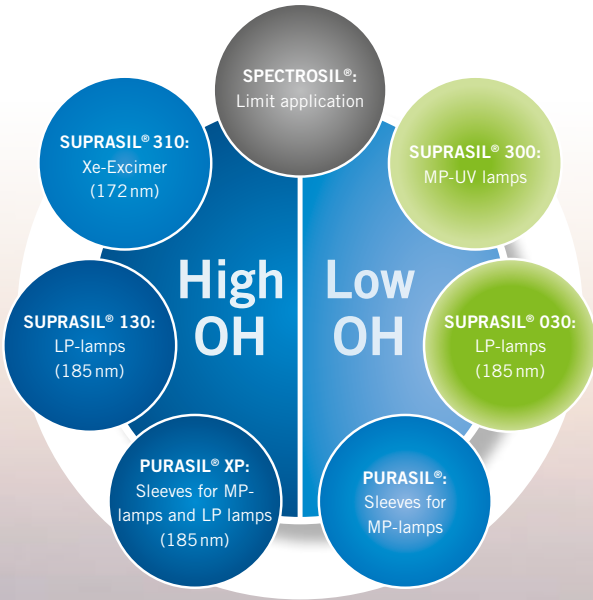 SPECTROSIL®:
Limit application
SUPRASIL® 310:
Xe-Excimer
(172 nm)
SUPRASIL® 300:
MP-UV lamps
High
OH
Low
OH
SUPRASIL® 130:
LP-lamps
(185 nm)
SUPRASIL® 030:
LP-lamps
(185 nm)
PURASIL® XP:
Sleeves for MP-
lamps and LP lamps
(185 nm)
PURASIL®:
Sleeves for
MP-lamps